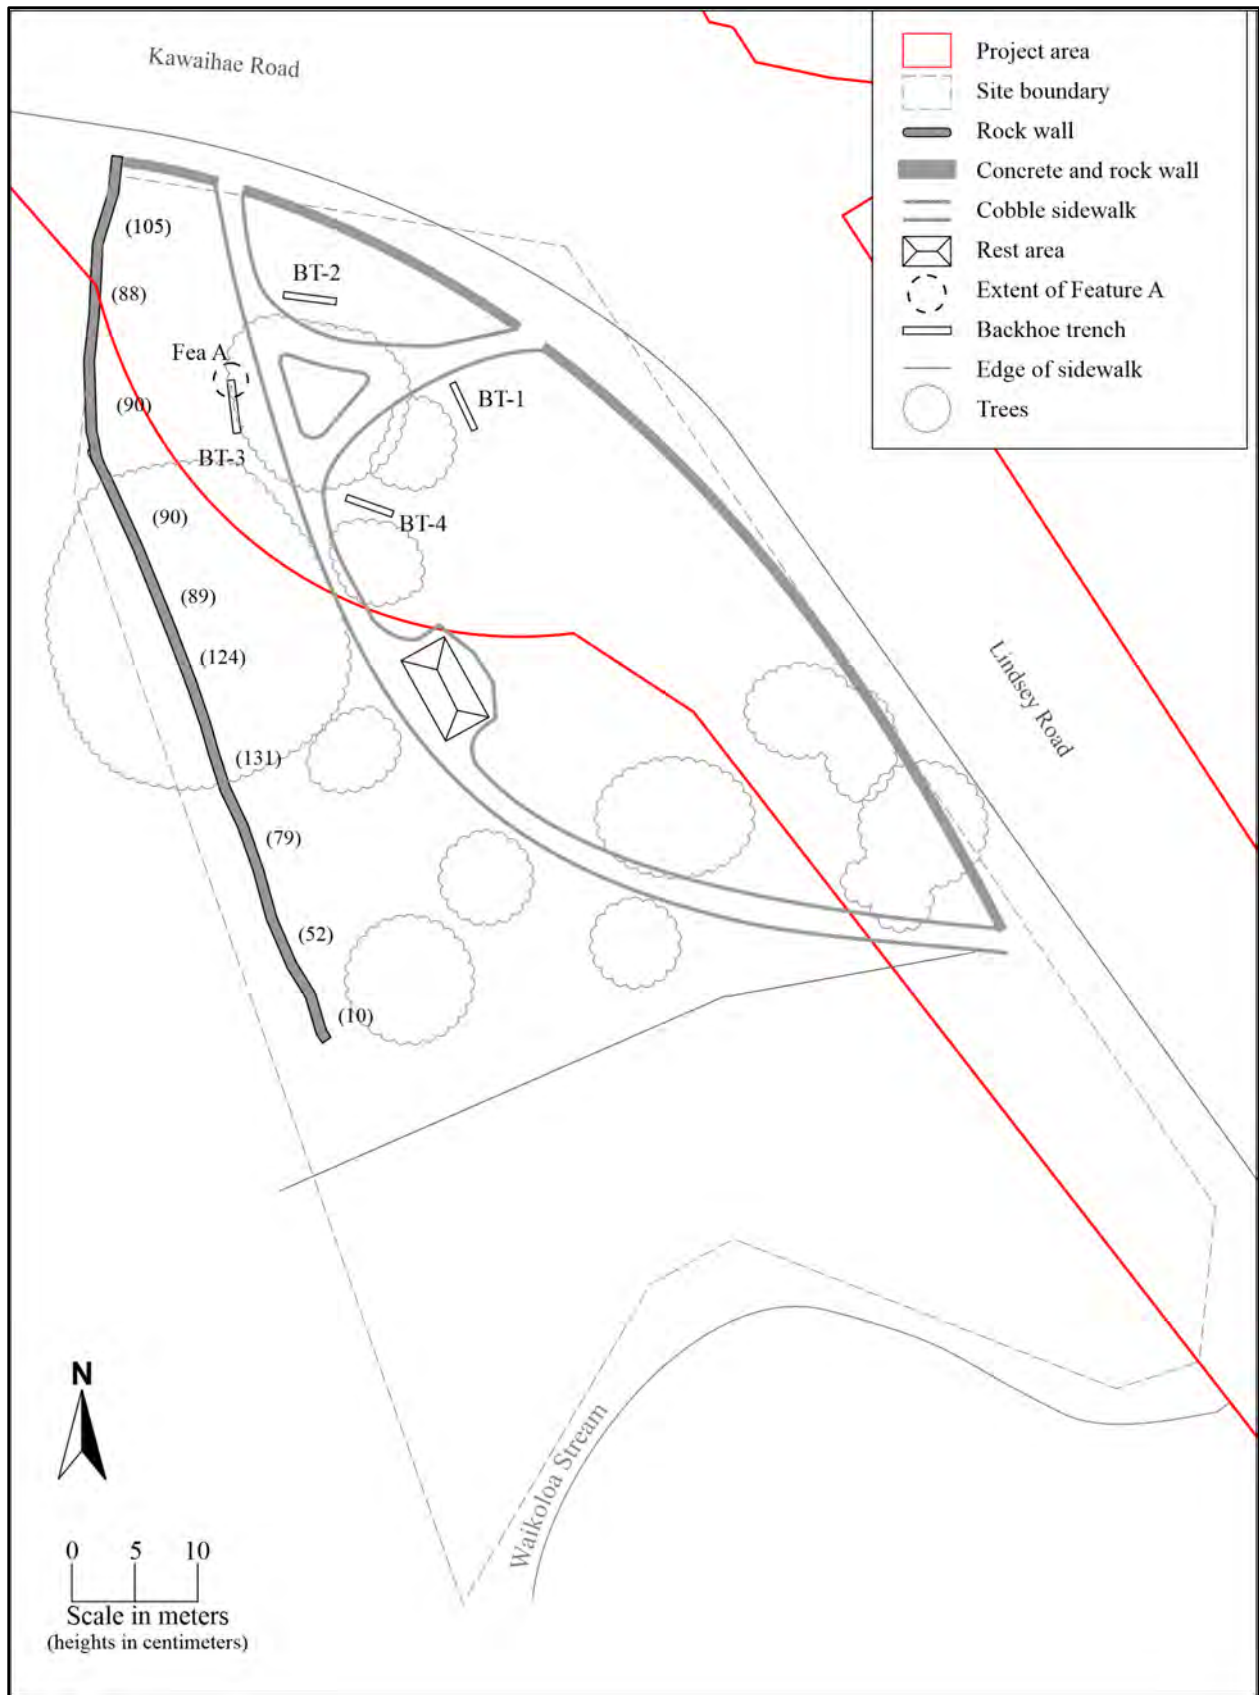 Kawaihae Road
Project area
Site boundary
Rock wall
Concrete and rock wall
Cobble sidewalk
Rest area
Extent of Feature A
Backhoe trench
Edge of sidewalk
Trees
(105)
BT-2
(88)
Fea A
(90)
BT-1
BT-3
(90)
BT-4
(89)
(124)
Lindsey Road
(131)
(79)
(52)
(10)
N
Waikoloa Stream
0 5 10
Scale in meters
(heights in centimeters)